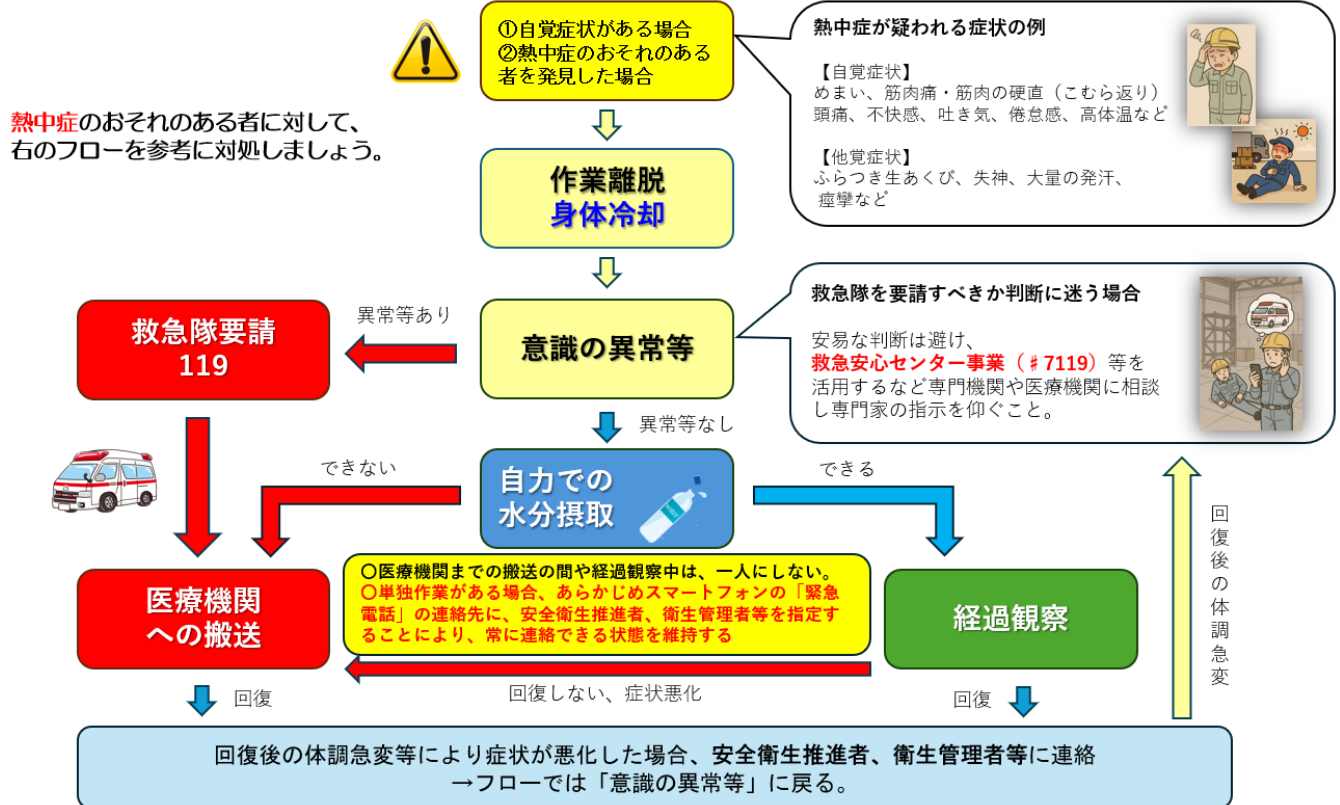 ①自覚症状がある場合
②熱中症のおそれのある
者を発見した場合
熱中症が疑われる症状の例
【自覚症状】
めまい、筋肉痛・筋肉の硬直（こむら返り）
頭痛、不快感、吐き気、倦怠感、高体温など
【他覚症状】
ふらつき生あくび、失神、大量の発汗、
痙攣など
熱中症のおそれのある者に対して、
右のフローを参考に対処しましょう。
作業離脱
身体冷却
意識の異常等
異常等あり
救急隊要請
119
救急隊を要請すべきか判断に迷う場合
安易な判断は避け、
救急安心センター事業（♯7119）等を
活用するなど専門機関や医療機関に相談
し専門家の指示を仰ぐこと。
異常等なし
自力での
水分摂取
できない
できる
医療機関
への搬送
〇医療機関までの搬送の間や経過観察中は、一人にしない。
〇単独作業がある場合、あらかじめスマートフォンの「緊急
電話」の連絡先に、安全衛生推進者、衛生管理者等を指定す
ることにより、常に連絡できる状態を維持する
経過観察
回復後の体調急変
回復しない、症状悪化
回復
回復
回復後の体調急変等により症状が悪化した場合、安全衛生推進者、衛生管理者等に連絡
→フローでは「意識の異常等」に戻る。